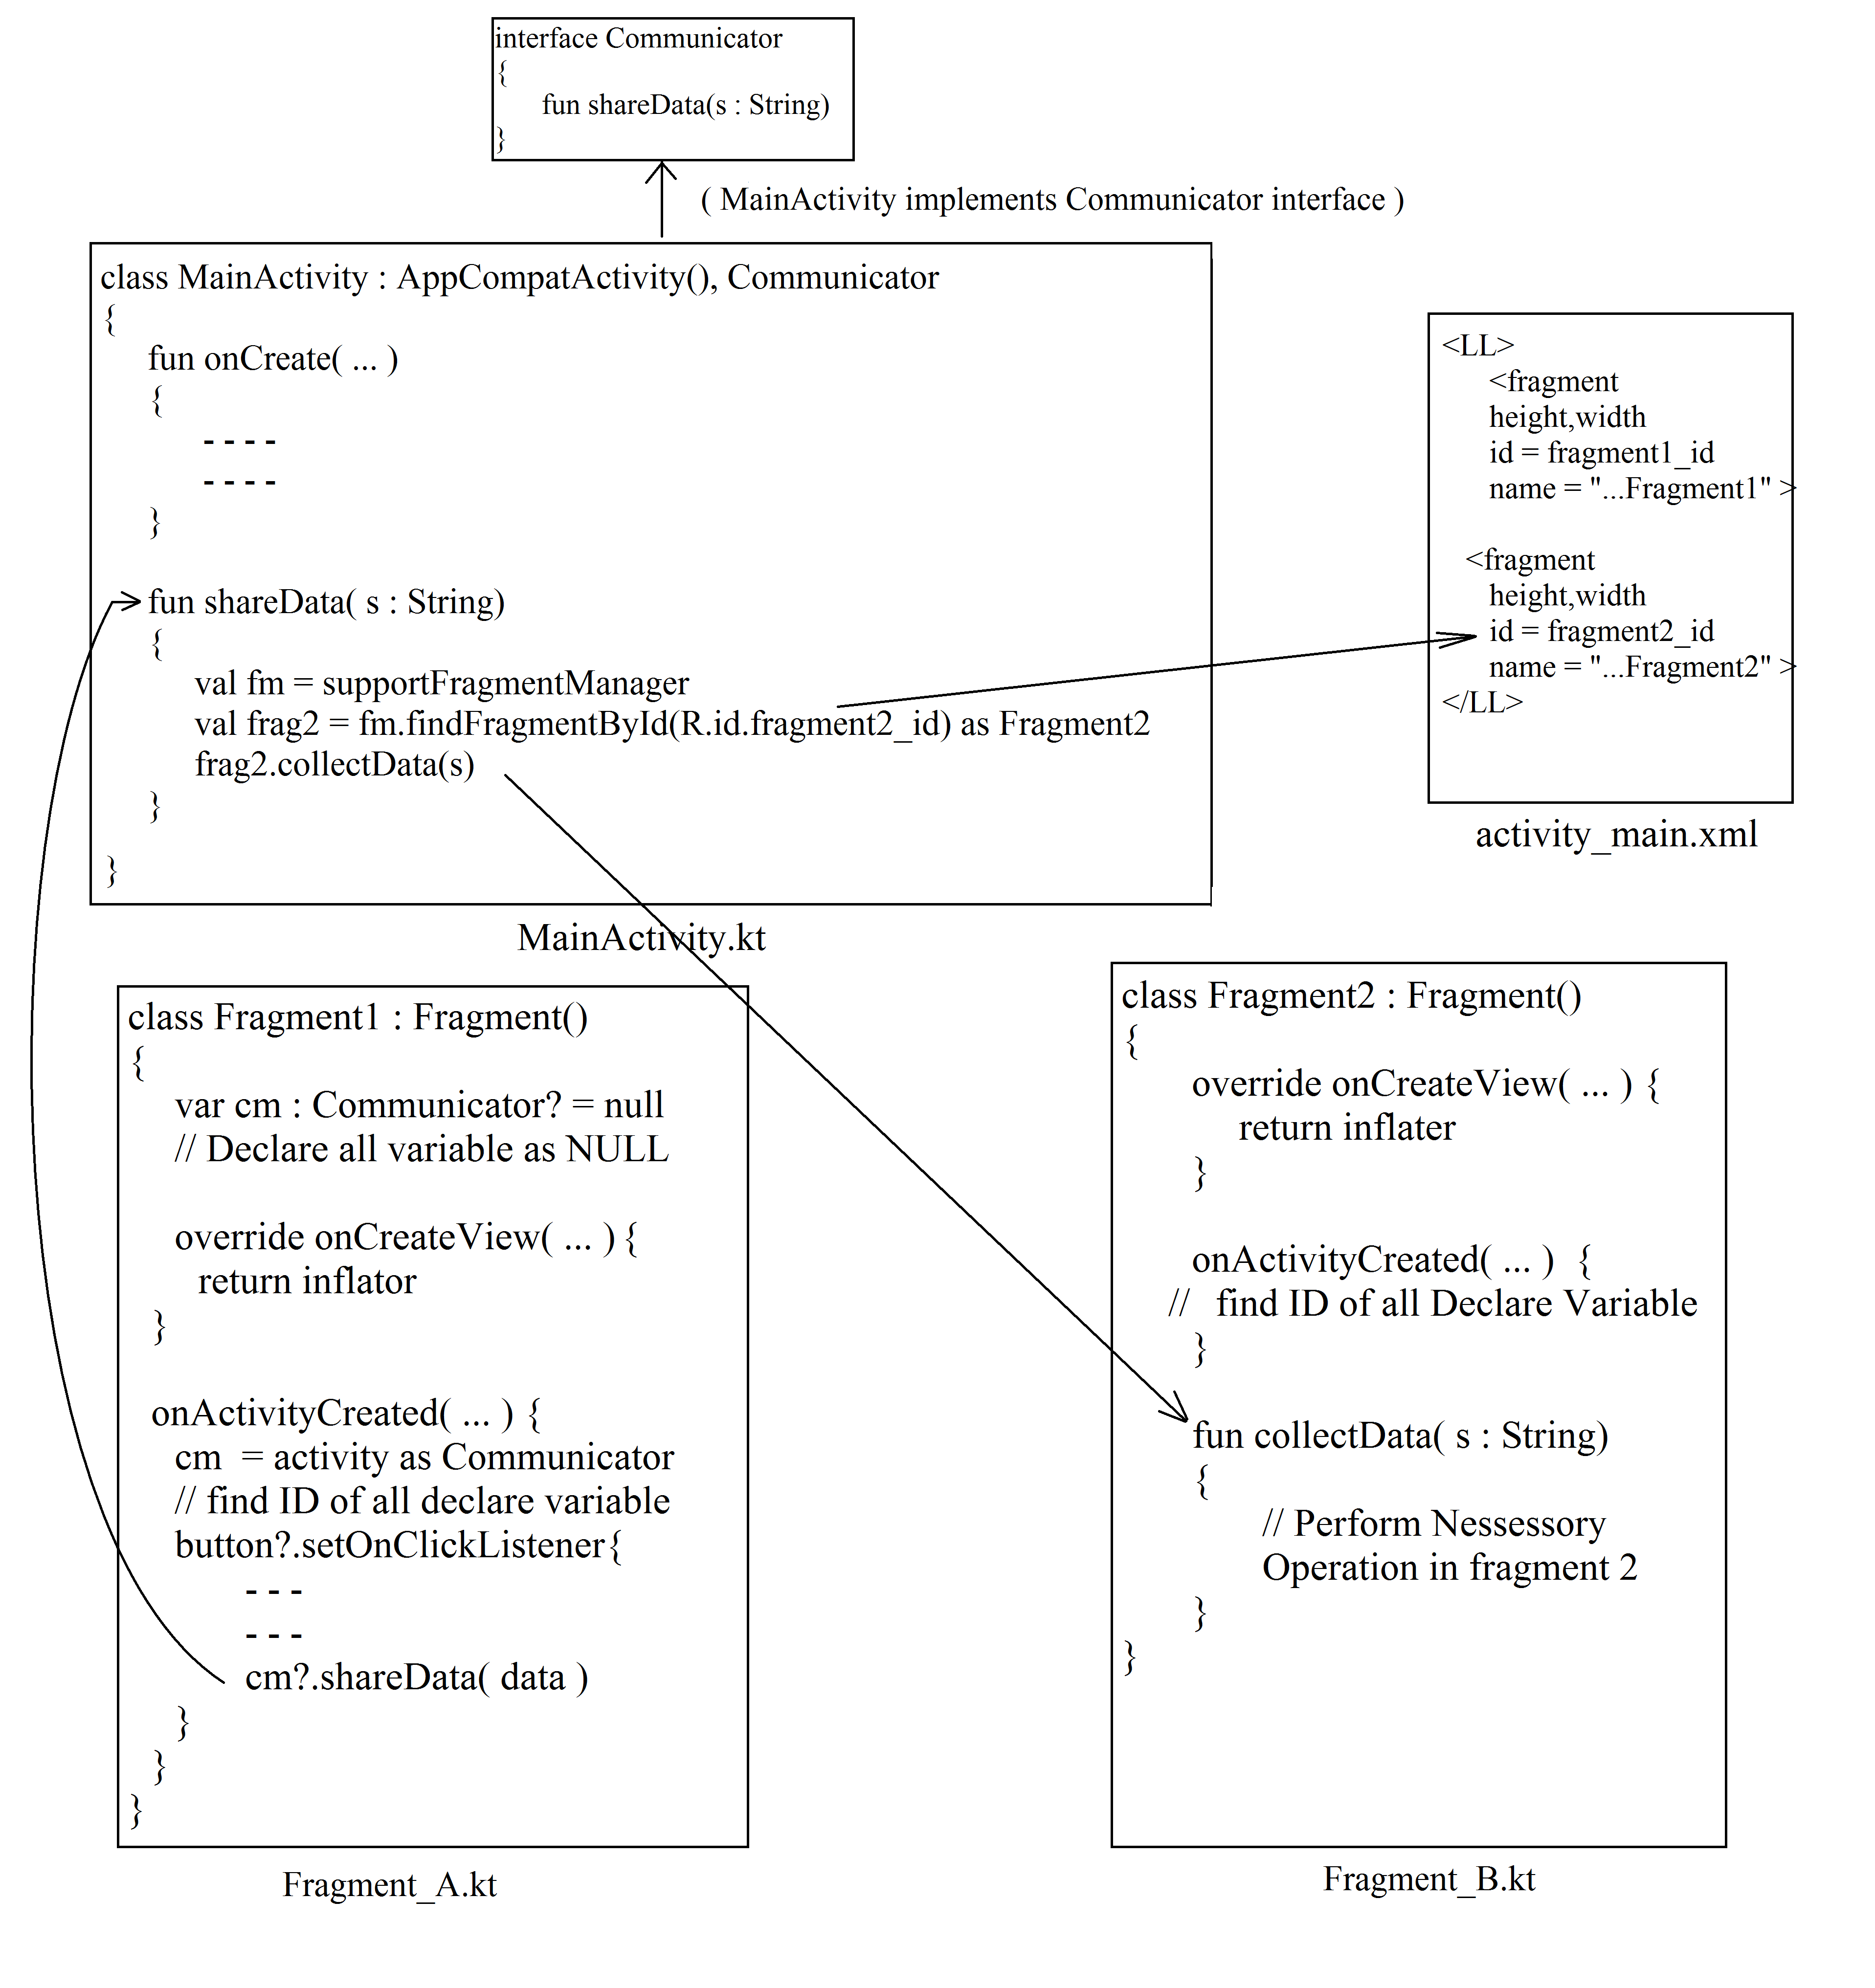 interface Communicator
{
fun shareData(s : String)
}
( MainActivity implements Communicator interface )
class MainActivity : AppCompatActivity(), Communicator
{
fun onCreate( ... )
{
- - - -
- - - -
}
fun shareData( s : String)
{
val fm = supportFragmentManager
val frag2 = fm.findFragmentById(R.id.fragment2_id) as Fragment2
frag2.collectData(s)
}
}
MainActivity.kt
<LL>
<fragment
height,width
id = fragment1_id
name = "...Fragment1" >
<fragment
height,width
id = fragment2_id
name = "...Fragment2" >
</LL>
activity_main.xml
class Fragment1 : Fragment()
{
var cm : Communicator? = null
// Declare all variable as NULL
override onCreateView( ... ) {
return inflator
}
onActivityCreated( ... ) {
cm  = activity as Communicator
// find ID of all declare variable
button?.setOnClickListener{
- - -
- - -
cm?.shareData( data )
}
}
}
Fragment_A.kt
class Fragment2 : Fragment()
{
override onCreateView( ... ) {
return inflater
}
onActivityCreated( ... )  {
//   find ID of all Declare Variable
}
fun collectData( s : String)
{
// Perform Nessessory
Operation in fragment 2
}
}
Fragment_B.kt